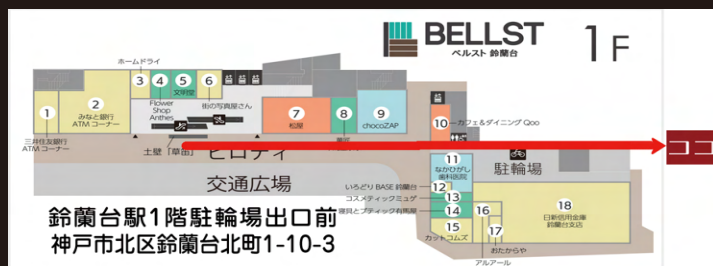 BELLST
ベルスト 鈴蘭台
1F
ホームドライ
1
2
みなと銀行
ATMコーナー
3
4
Flower
Shop
Anthes
5
文明堂
6
街の写真屋さん
7
松屋
8
9
chocoZAP
10
カフェ&ダイニング Qoo
三井住友銀行
ATMコーナー
土壁「草苗」
ピロティ
ココ
交通広場
11
なかひがし
歯科医院
駐輪場
いろどり BASE 鈴蘭台
12
コスメティックミュゲ
13
寝具とブティック有馬屋
14
15
カットコムズ
16
17
18
日新信用金庫
鈴蘭台支店
おたからや
アルアール
鈴蘭台駅1階駐輪場出口前
神戸市北区鈴蘭台北町1-10-3